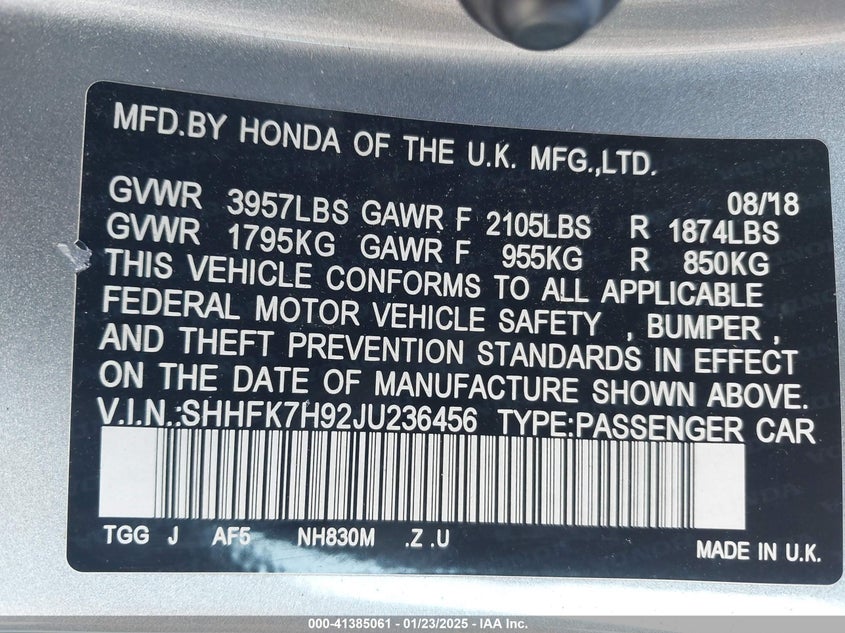 MFD.BY HONDA OF THE U.K. MFG.,LTD.
08/'18
GVWR 3957LBS GAWR F 2105LBS R 1874LBS
GVWR 1795KG GAWR F 955KG R 850KG
THIS VEHICLE CONFORMS TO ALL APPLICABLE
FEDERAL MOTOR VEHICLE SAFETY , BUMPER ,
AND THEFT PREVENTION STANDARDS IN EFFECT
ON THE DATE OF MANUFACTURE SHOWN ABOVE.
V.I.N.:SHHFK7H92JU236456 TYPE:PASSENGER CAR
TGG J AF5 NH830M .Z .U
MADE IN U.K.
000-41385061 - 01/23/2025 - IAA Inc.